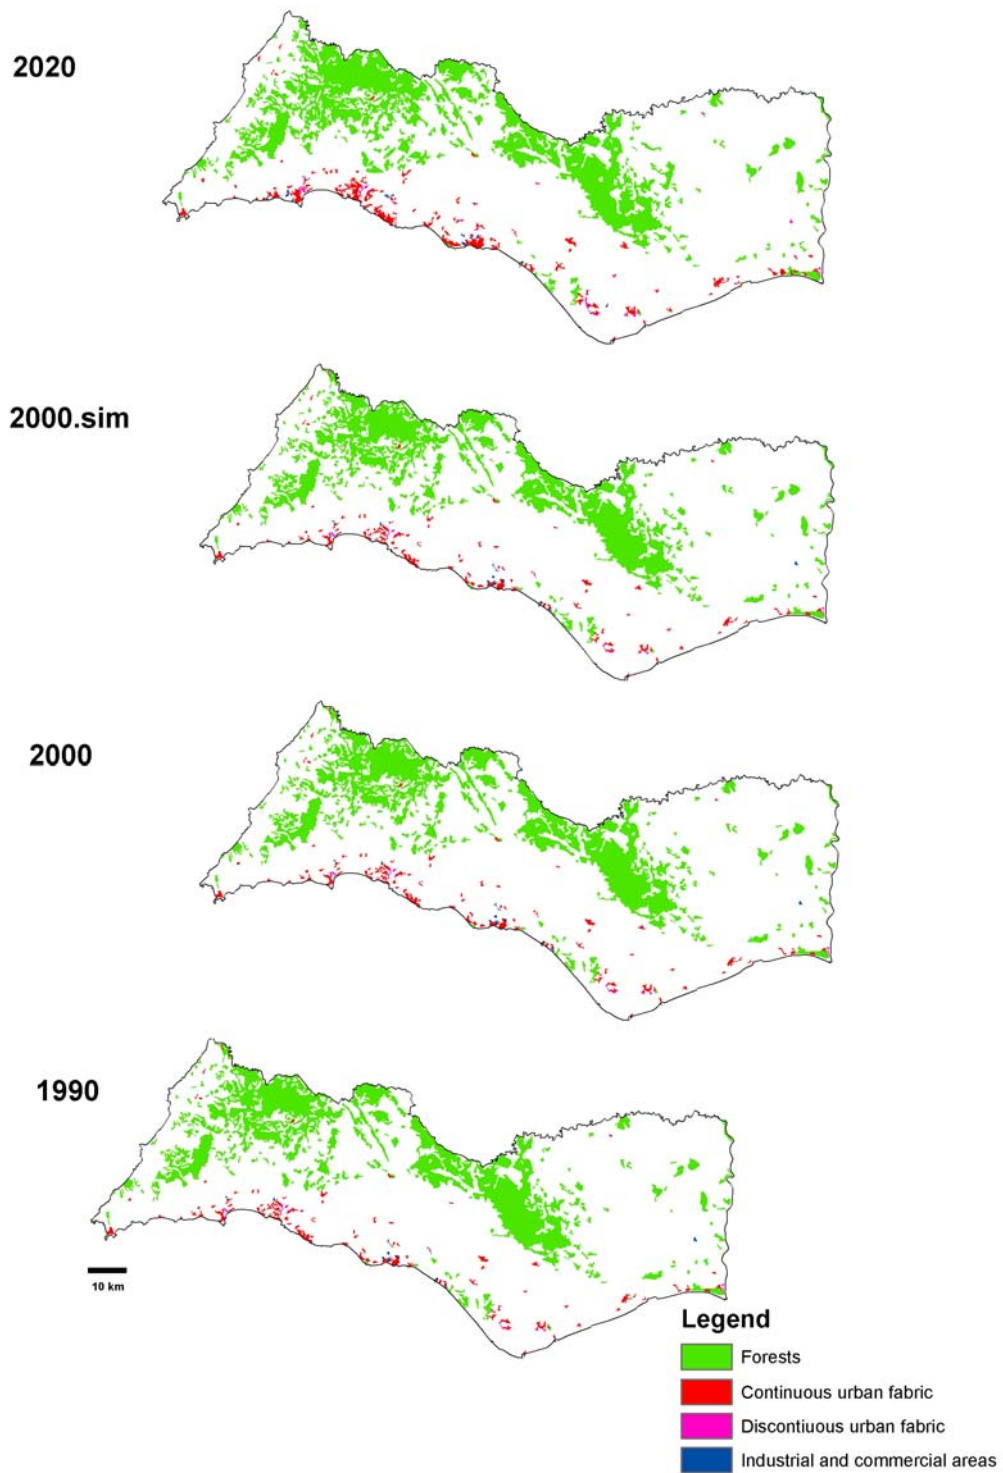 2020
2000.sim
2000
1990
10 km
Legend
Forests
Continuous urban fabric
Discontiuous urban fabric
Industrial and commercial areas